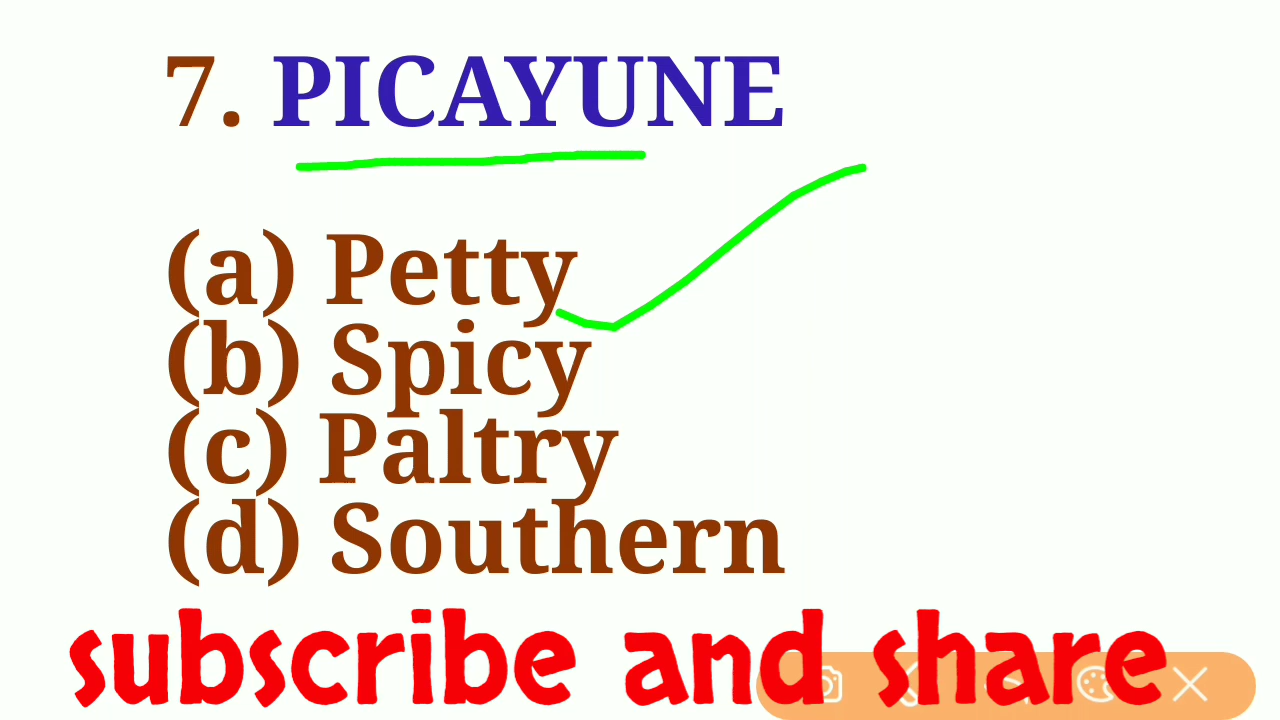 7. PICAYUNE
(a) Petty
(b) Spicy
(c) Paltry
(d) Southern
subscribe and share